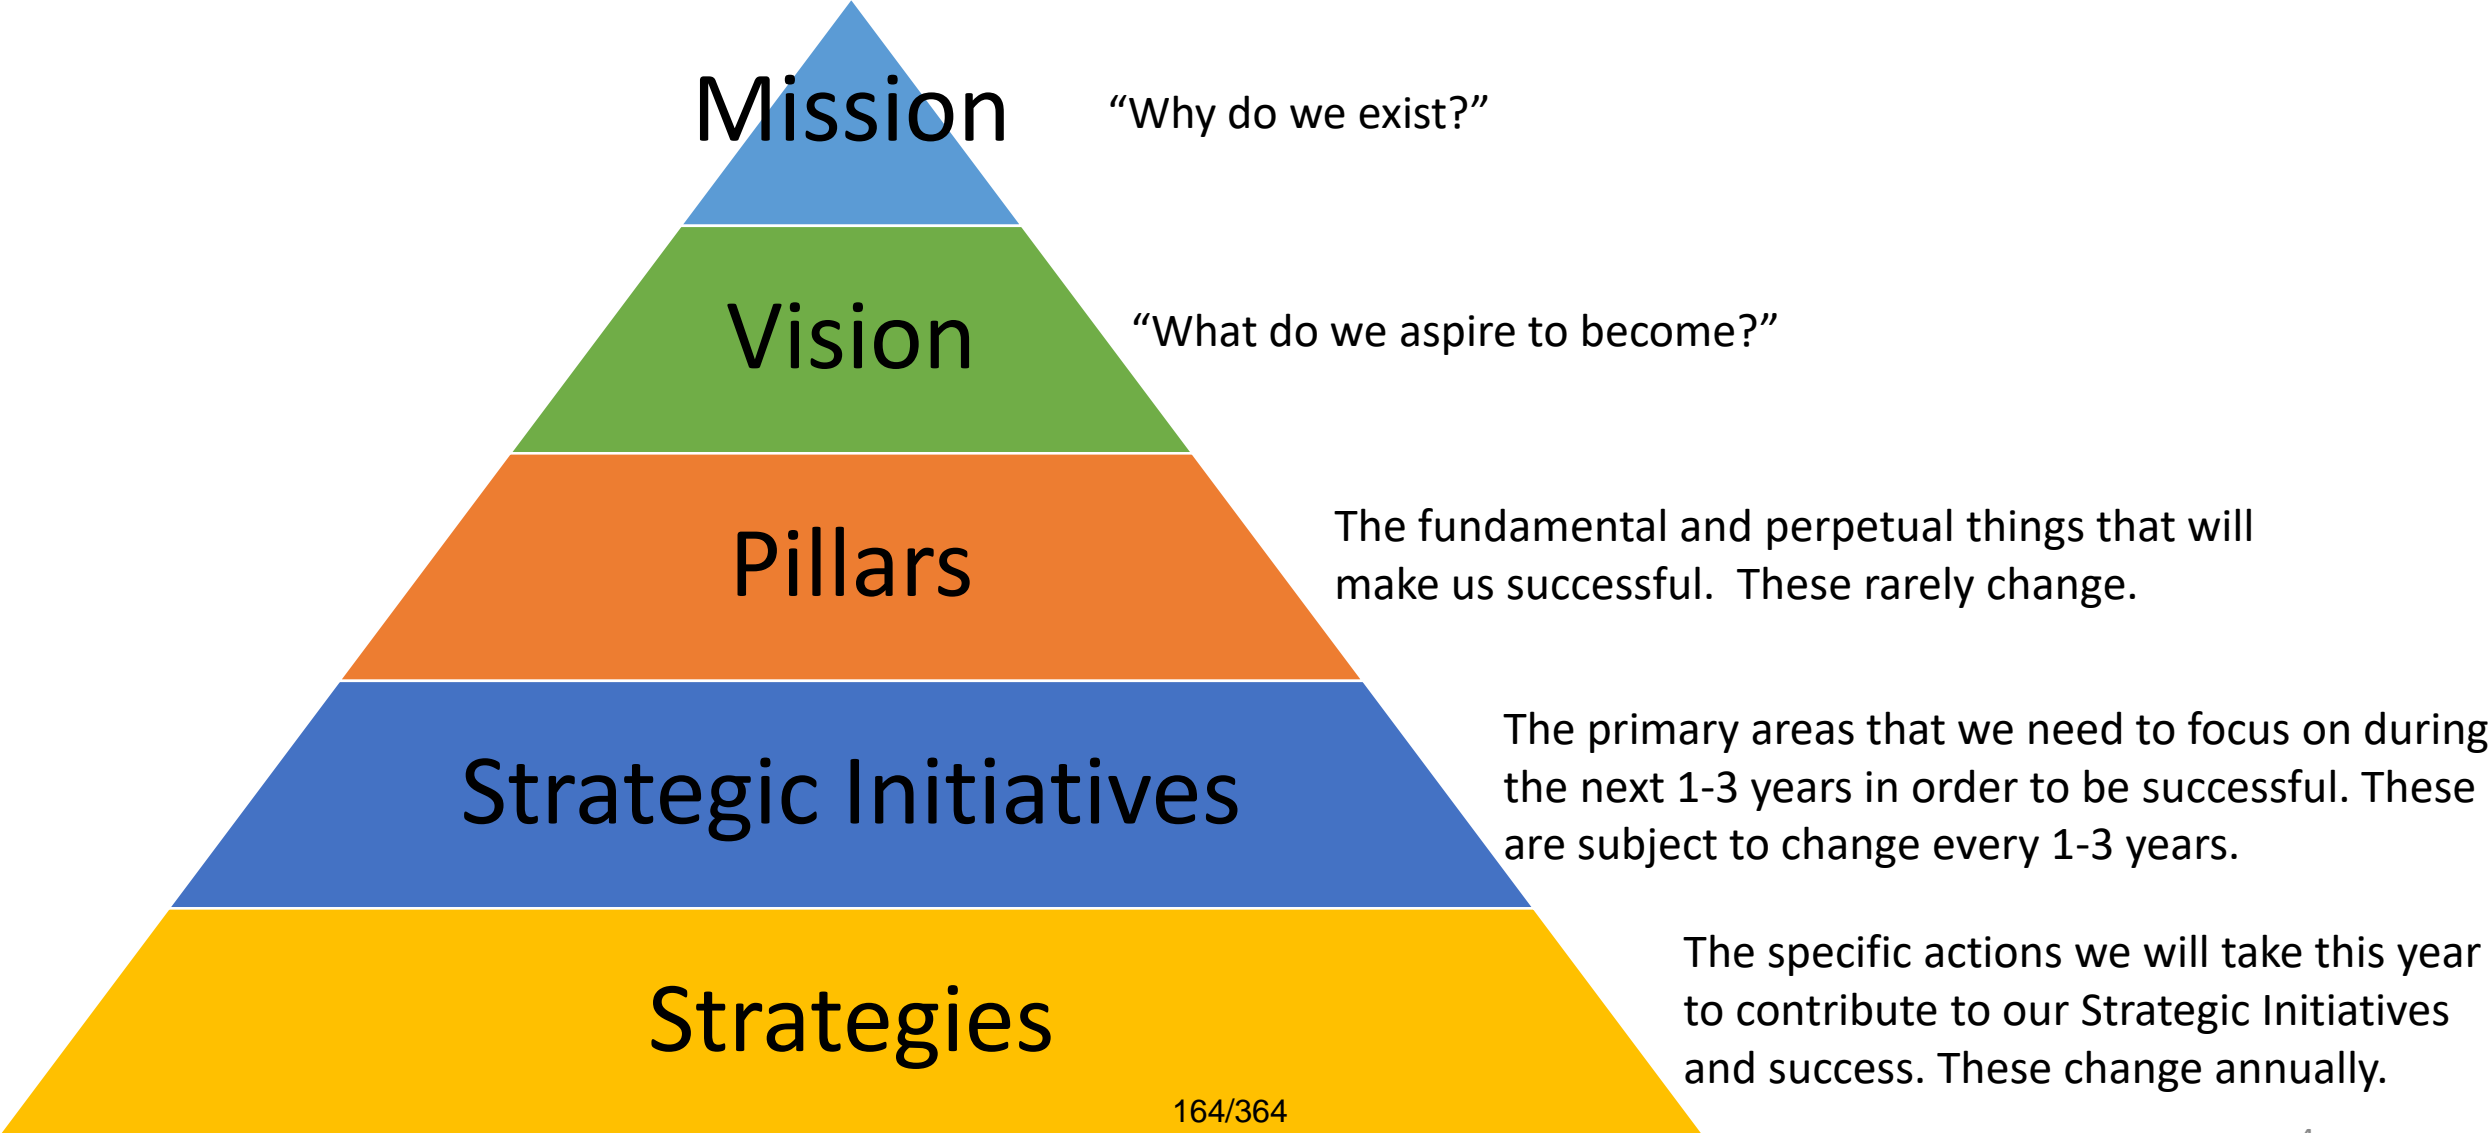 Mission
“Why do we exist?”
Vision
“What do we aspire to become?”
Pillars
The fundamental and perpetual things that will
make us successful.  These rarely change.
Strategic Initiatives
The primary areas that we need to focus on during
the next 1-3 years in order to be successful. These
are subject to change every 1-3 years.
Strategies
The specific actions we will take this year
to contribute to our Strategic Initiatives
and success. These change annually.
164/364